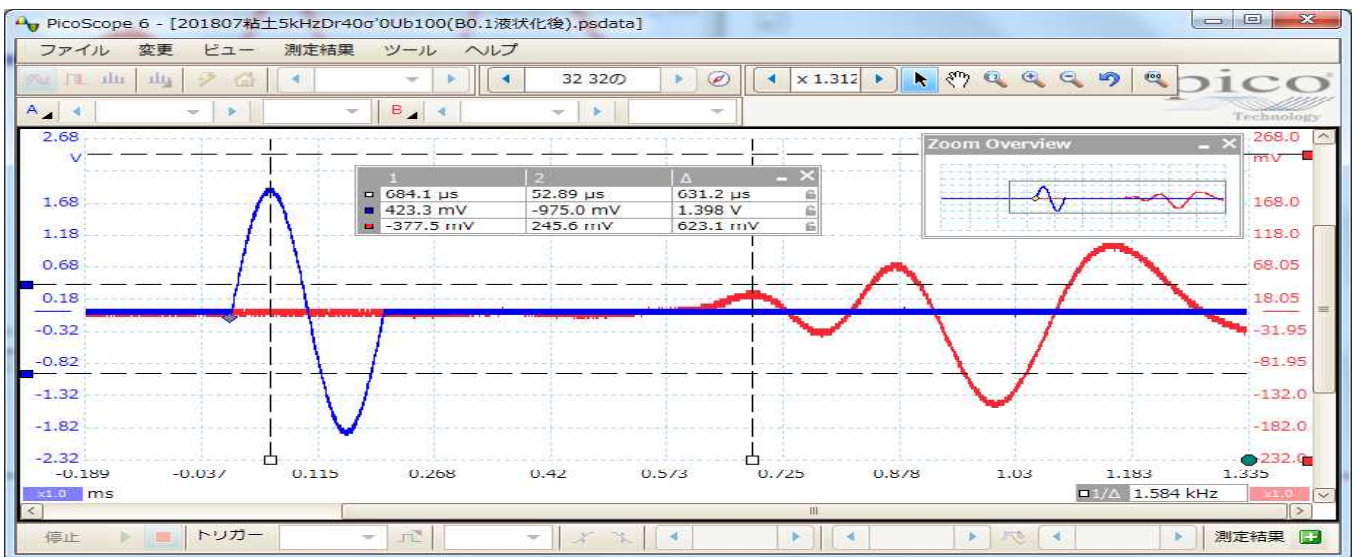 PicoScope 6 - [201807粘土5kHzDr40σ'0Ub100(B0.1液状化後).psdata]
ファイル 変更 ビュー 測定結果 ツール ヘルプ
32 32の x 1.312 pico
A B Technology
2.68 268.0
V mV
Zoom Overview
1 2 Δ
684.1 µs 52.89 µs 631.2 µs
423.3 mV -975.0 mV 1.398 V
-377.5 mV 245.6 mV 623.1 mV
1.68 168.0
1.18 118.0
0.68 68.05
0.18 18.05
-0.32 -31.95
-0.82 -81.95
-1.32 -132.0
-1.82 -182.0
-2.32 -232.0
-0.189 -0.037 0.115 0.268 0.42 0.573 0.725 0.878 1.03 1.183 1.335
x1.0 ms 1/Δ 1.584 kHz x1.0
停止 トリガー 測定結果